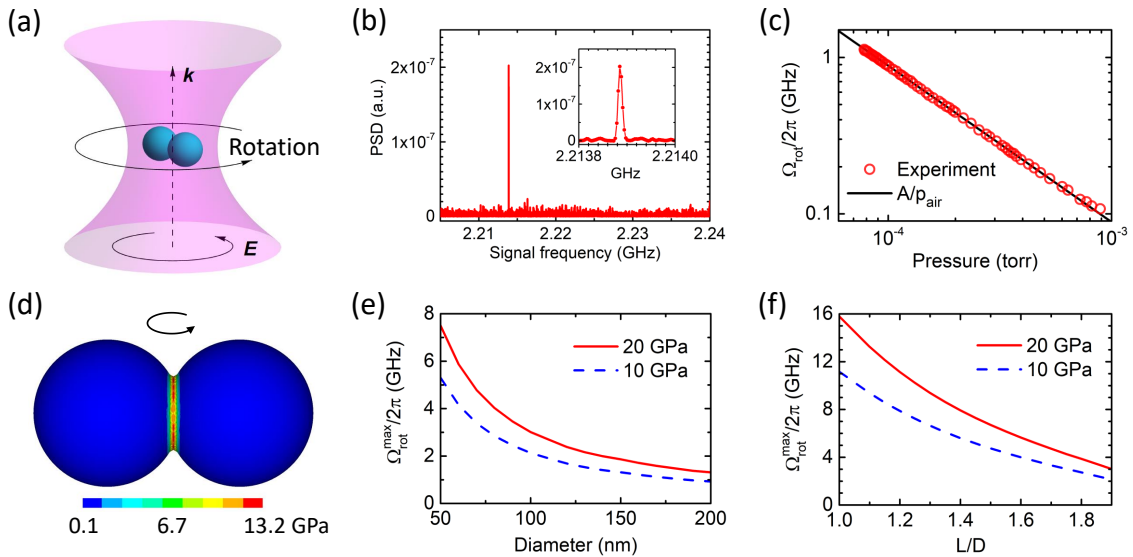 (a)
k
Rotation
E
(b)
PSD (a.u.)
2x10⁻⁷
1x10⁻⁷
0
2.21
2.22
2.23
2.24
Signal frequency (GHz)
2x10⁻⁷
1x10⁻⁷
0
2.2138
2.21400
GHz
(c)
Ω_rot/2π (GHz)
1
0.1
Experiment
A/p_air
10⁻⁴
10⁻³
Pressure (torr)
(d)
0.1
6.7
13.2 GPa
(e)
Ω_rot^max/2π (GHz)
8
6
4
2
0
20 GPa
10 GPa
50
100
150
200
Diameter (nm)
(f)
Ω_rot^max/2π (GHz)
16
12
8
4
0
20 GPa
10 GPa
1.0
1.2
1.4
1.6
1.8
L/D